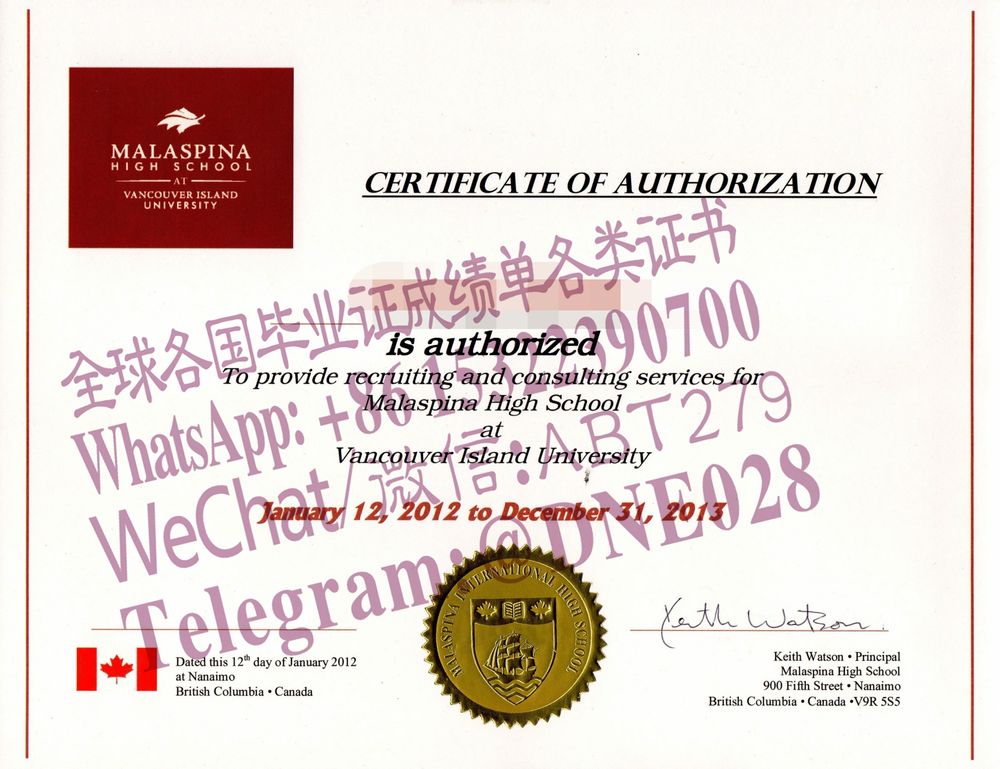 MALASPINA
HIGH SCHOOL
AT
VANCOUVER ISLAND
UNIVERSITY
CERTIFICATE OF AUTHORIZATION
is authorized
To provide recruiting and consulting services for
Malaspina High School
at
Vancouver Island University
January 12, 2012 to December 31, 2013
全球各国毕业证成绩单各类证书
WhatsApp: +86 15322390700
WeChat/微信:ABT279
Telegram:@DNE028
MALASPINA INTERNATIONAL HIGH SCHOOL
Dated this 12th day of January 2012
at Nanaimo
British Columbia • Canada
Keith Watson
Keith Watson • Principal
Malaspina High School
900 Fifth Street • Nanaimo
British Columbia • Canada •V9R 5S5